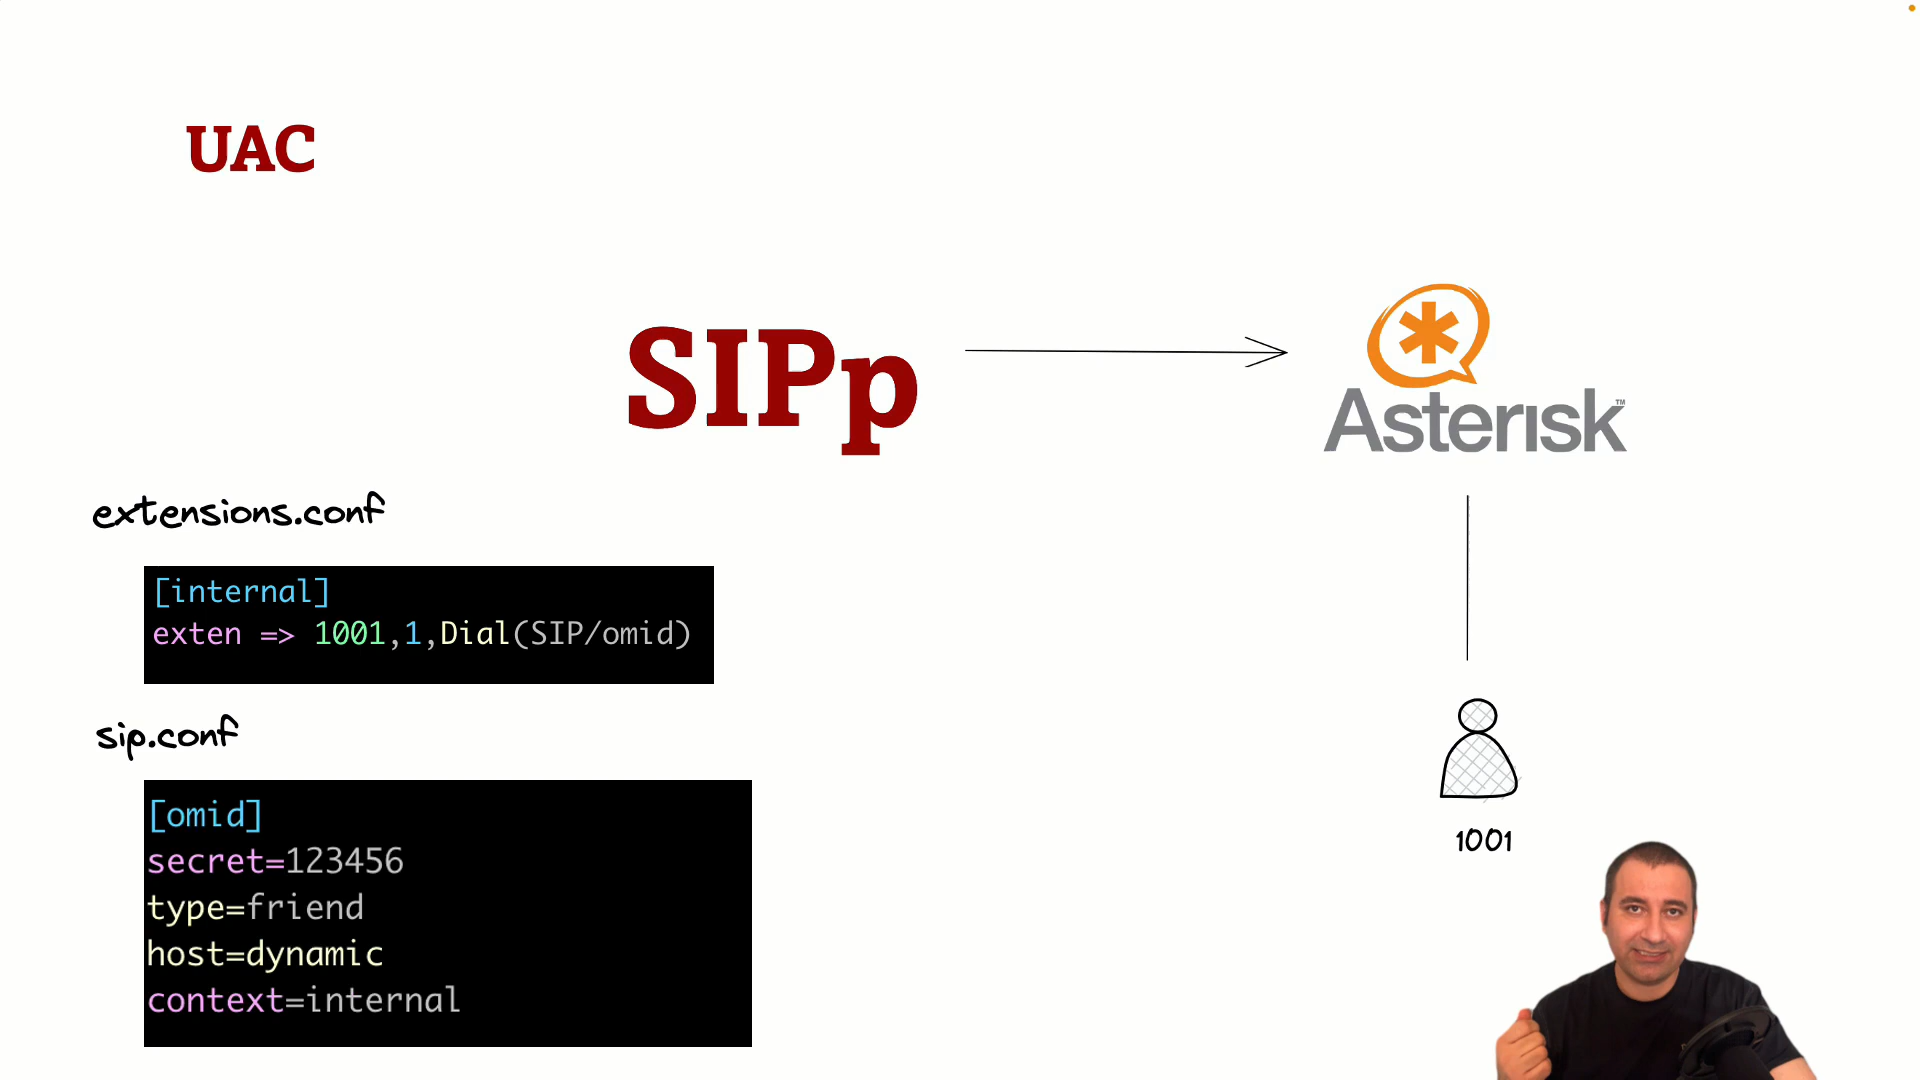 UAC
SIPp
Asterisk™
extensions.conf
[internal]
exten => 1001,1,Dial(SIP/omid)
sip.conf
[omid]
secret=123456
type=friend
host=dynamic
context=internal
1001